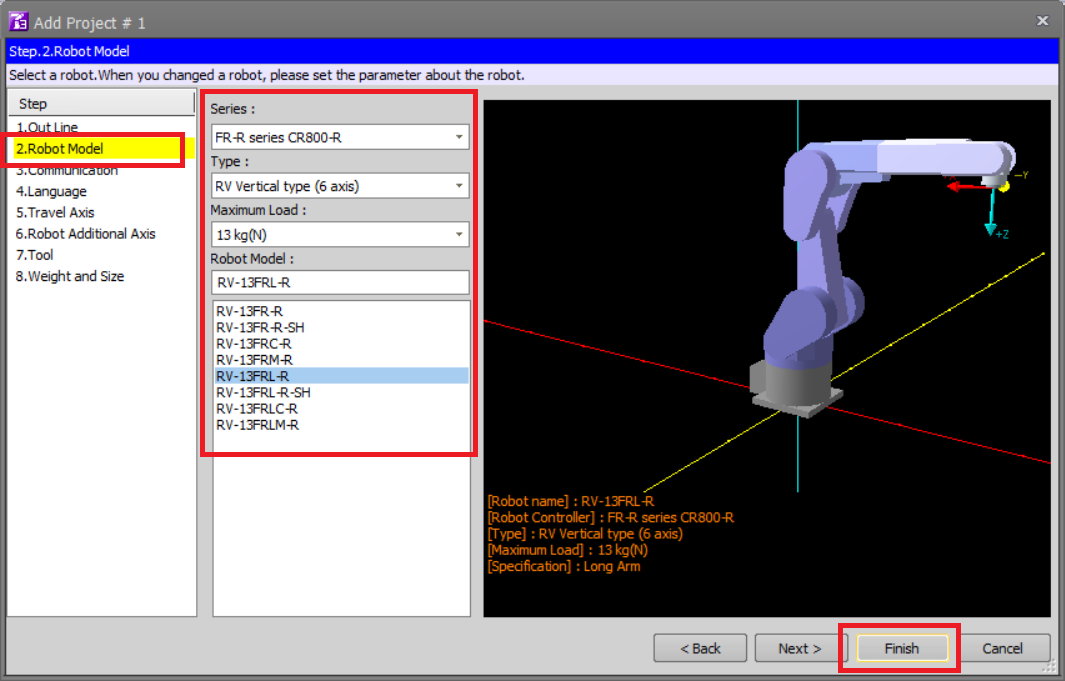 Add Project # 1
Step.2.Robot Model
Select a robot.When you changed a robot, please set the parameter about the robot.
Step
1.Out Line
2.Robot Model
3.Communication
4.Language
5.Travel Axis
6.Robot Additional Axis
7.Tool
8.Weight and Size
Series :
FR-R series CR800-R
Type :
RV Vertical type (6 axis)
Maximum Load :
13 kg(N)
Robot Model :
RV-13FRL-R
RV-13FR-R
RV-13FR-R-SH
RV-13FRC-R
RV-13FRM-R
RV-13FRL-R
RV-13FRL-R-SH
RV-13FRLC-R
RV-13FRLM-R
-Y
+Z
[Robot name] : RV-13FRL-R
[Robot Controller] : FR-R series CR800-R
[Type] : RV Vertical type (6 axis)
[Maximum Load] : 13 kg(N)
[Specification] : Long Arm
< Back
Next >
Finish
Cancel